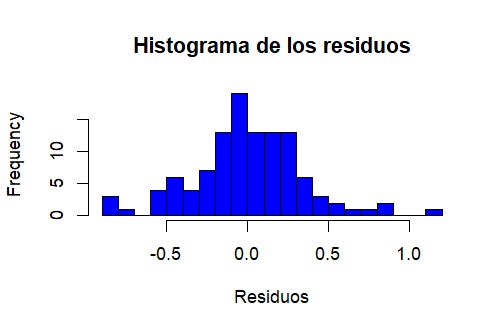 Histograma de los residuos
Frequency
10
5
0
-0.5 0.0 0.5 1.0
Residuos